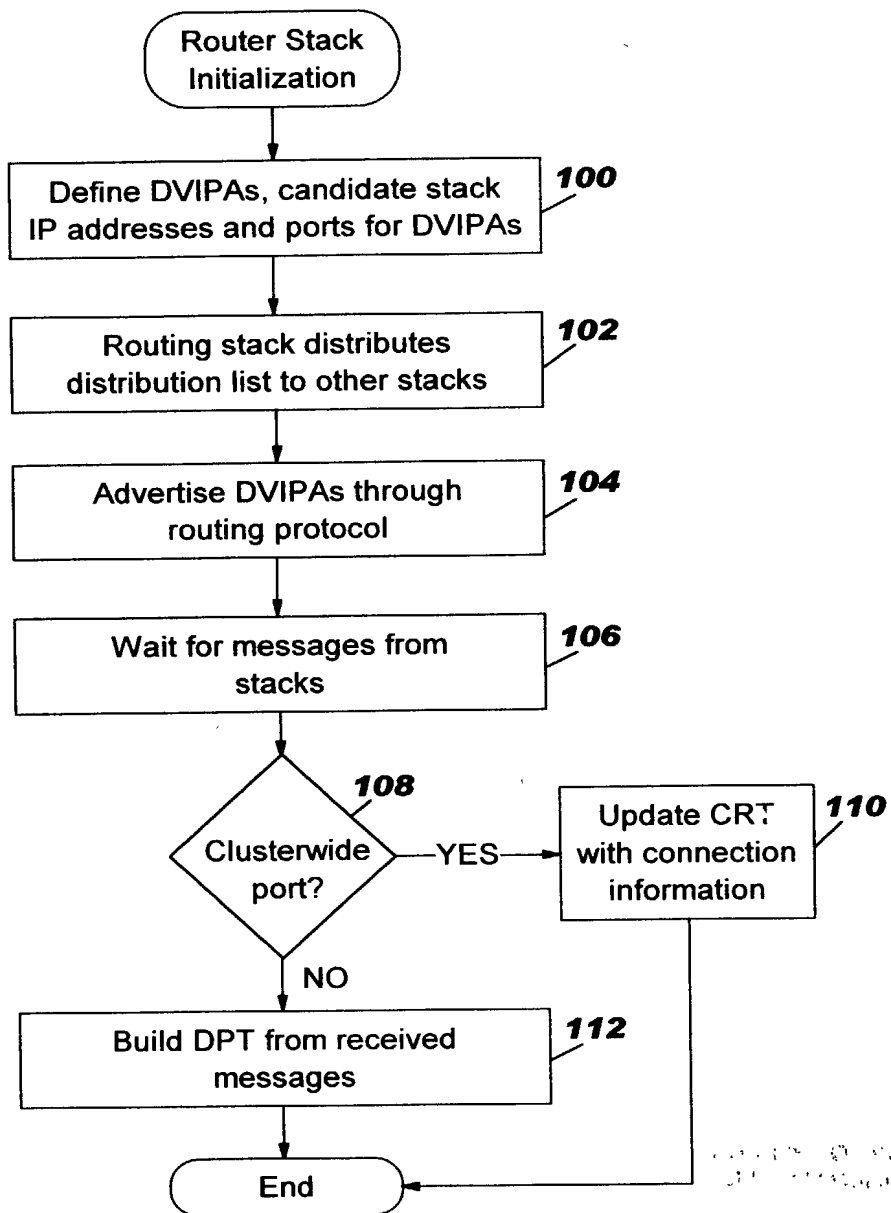 Router Stack
Initialization
Define DVIPAs, candidate stack
IP addresses and ports for DVIPAs
100
Routing stack distributes
distribution list to other stacks
102
Advertise DVIPAs through
routing protocol
104
Wait for messages from
stacks
106
108
Clusterwide
port?
YES
Update CRT
with connection
information
110
NO
Build DPT from received
messages
112
End